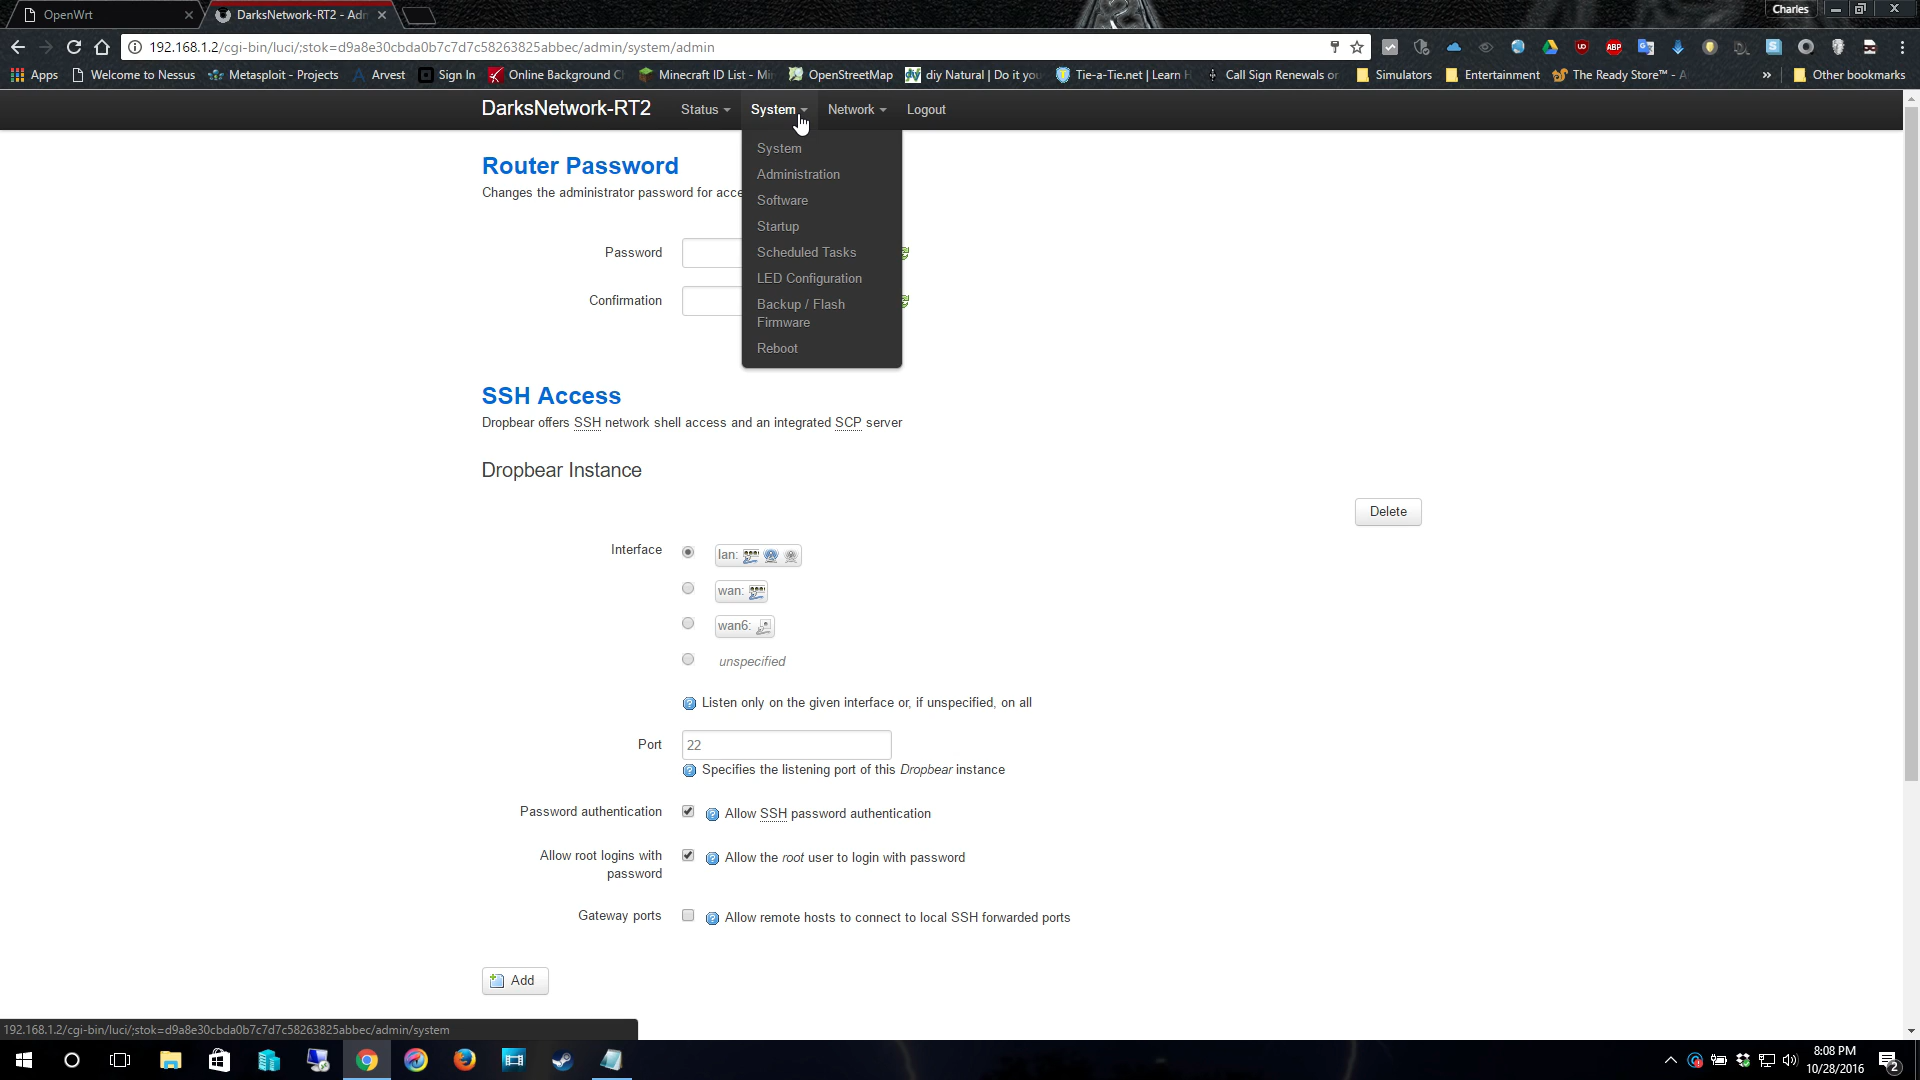 OpenWrt
DarksNetwork-RT2 - Adm
Charles
192.168.1.2/cgi-bin/luci/;stok=d9a8e30cbda0b7c7d7c58263825abbec/admin/system/admin
Apps
Welcome to Nessus
Metasploit - Projects
Arvest
Sign In
Online Background C
Minecraft ID List - Mi
OpenStreetMap
diy Natural | Do it you
Tie-a-Tie.net | Learn H
Call Sign Renewals or
Simulators
Entertainment
The Ready Store™ - A
»
Other bookmarks
DarksNetwork-RT2
Status
System
Network
Logout
System
Administration
Software
Startup
Scheduled Tasks
LED Configuration
Backup / Flash
Firmware
Reboot
Router Password
Changes the administrator password for acce
Password
Confirmation
SSH Access
Dropbear offers SSH network shell access and an integrated SCP server
Dropbear Instance
Delete
Interface
lan:
wan:
wan6:
unspecified
Listen only on the given interface or, if unspecified, on all
Port
22
Specifies the listening port of this Dropbear instance
Password authentication
Allow SSH password authentication
Allow root logins with
password
Allow the root user to login with password
Gateway ports
Allow remote hosts to connect to local SSH forwarded ports
Add
192.168.1.2/cgi-bin/luci/;stok=d9a8e30cbda0b7c7d7c58263825abbec/admin/system
8:08 PM
10/28/2016
2